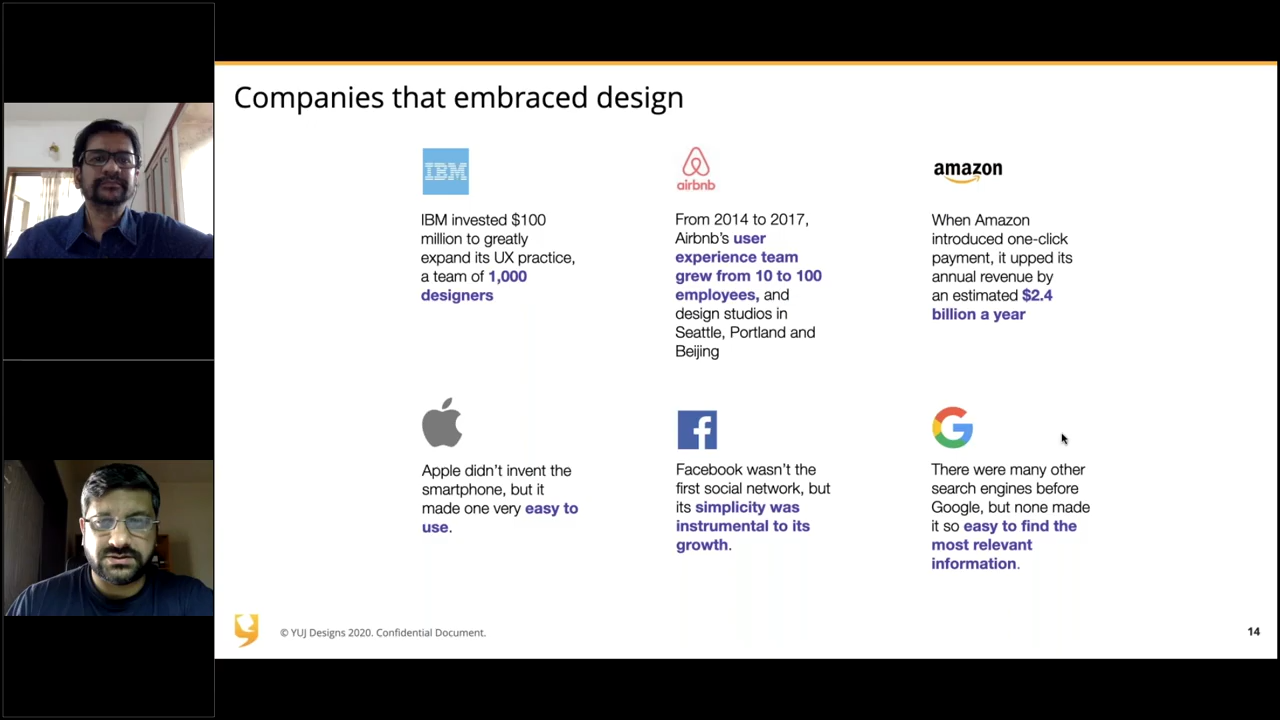 Companies that embraced design
IBM
IBM invested $100
million to greatly
expand its UX practice,
a team of 1,000
designers
airbnb
From 2014 to 2017,
Airbnb’s user
experience team
grew from 10 to 100
employees, and
design studios in
Seattle, Portland and
Beijing
amazon
When Amazon
introduced one-click
payment, it upped its
annual revenue by
an estimated $2.4
billion a year
Apple didn’t invent the
smartphone, but it
made one very easy to
use.
f
Facebook wasn’t the
first social network, but
its simplicity was
instrumental to its
growth.
G
There were many other
search engines before
Google, but none made
it so easy to find the
most relevant
information.
© YUJ Designs 2020. Confidential Document.
14